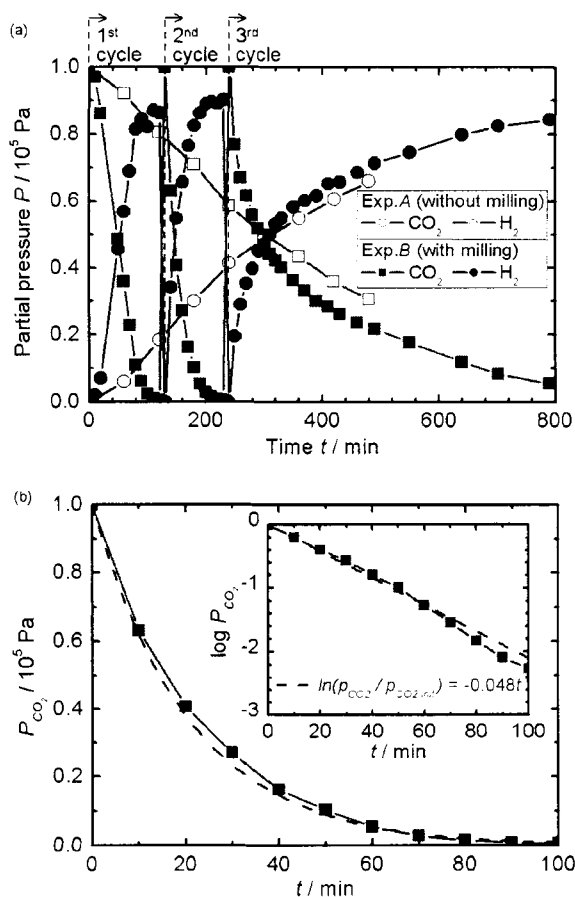 (a)
1st cycle
2nd cycle
3rd cycle
Partial pressure P / 10^5 Pa
1.0
0.8
0.6
0.4
0.2
0.0
Exp.A (without milling)
CO2 H2
Exp.B (with milling)
CO2 H2
0 200 400 600 800
Time t / min
(b)
P_CO2 / 10^5 Pa
1.0
0.8
0.6
0.4
0.2
0.0
log P_CO2
0
-1
-2
-3
ln(p_CO2 / p_CO2,ini) = -0.048t
0 20 40 60 80 100
t / min
0 20 40 60 80 100
t / min